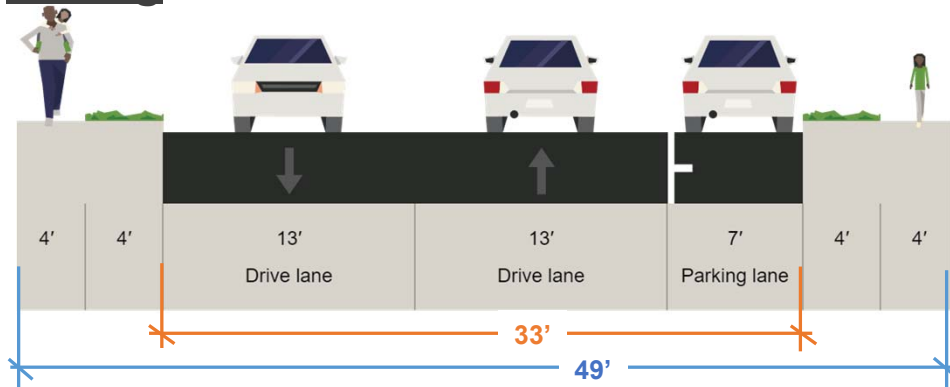 4′ 4′ 13′ 13′ 7′ 4′ 4′
Drive lane Drive lane Parking lane
33’
49’